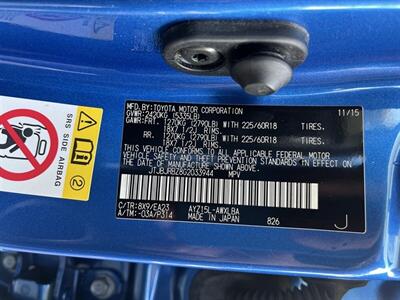 MFD.BY:TOYOTA MOTOR CORPORATION 11/15
GVWR:2420KG (5335LB)
GAWR:FRT. 1270KG (2790LB) WITH 225/60R18 TIRES.
18X7 1/2J RIMS.
RR. 1270KG (2790LB) WITH 225/60R18 TIRES.
18X7 1/2J RIMS.
THIS VEHICLE CONFORMS TO ALL APPLICABLE FEDERAL MOTOR
VEHICLE SAFETY AND THEFT PREVENTION STANDARDS IN EFFECT
ON THE DATE OF MANUFACTURE SHOWN ABOVE.
JTJBJRBZ8G2033944 MPV
C/TR:8X9/EA23 AYZ15L-AWXLBA
A/TM:-03A/P314 MADE IN JAPAN 826 J
SRS SIDE AIRBAG